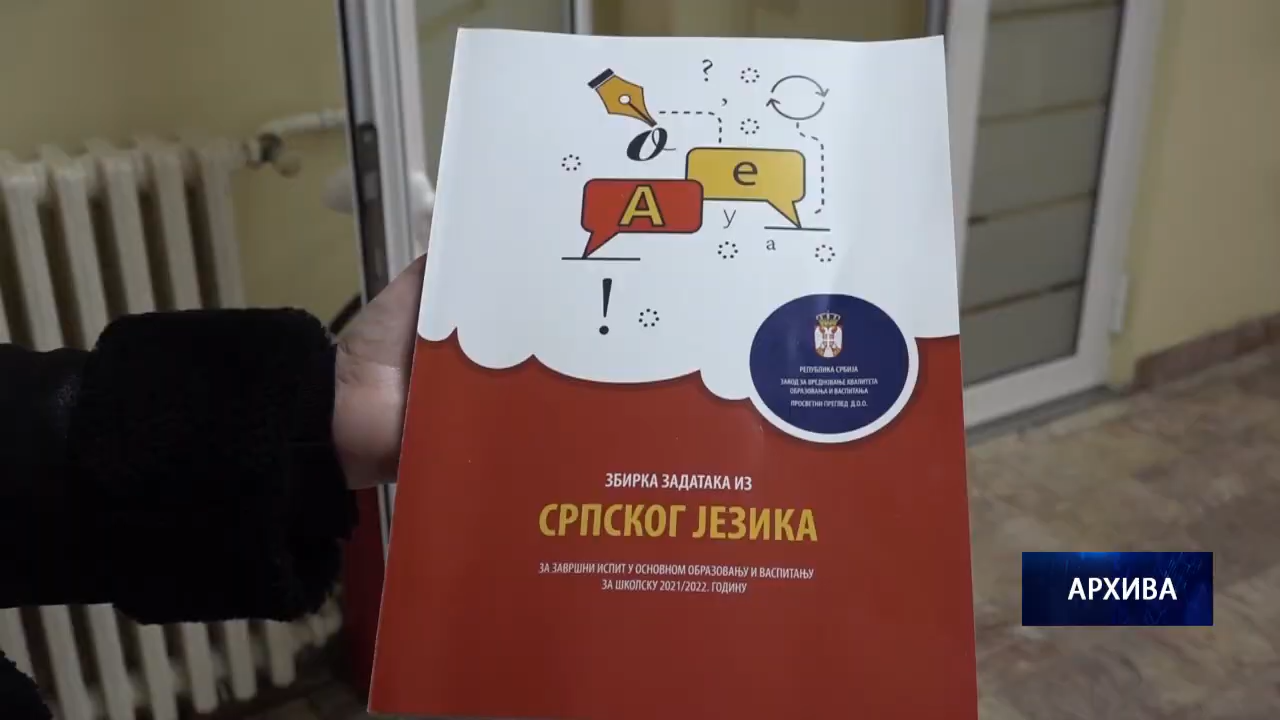 ?
,
о
е
А
у
а
!
РЕПУБЛИКА СРБИЈА
ЗАВОД ЗА ВРЕДНОВАЊЕ КВАЛИТЕТА
ОБРАЗОВАЊА И ВАСПИТАЊА
ПРОСВЕТНИ ПРЕГЛЕД Д.О.О.
ЗБИРКА ЗАДАТАКА ИЗ
СРПСКОГ ЈЕЗИКА
ЗА ЗАВРШНИ ИСПИТ У ОСНОВНОМ ОБРАЗОВАЊУ И ВАСПИТАЊУ
ЗА ШКОЛСКУ 2021/2022. ГОДИНУ
АРХИВА